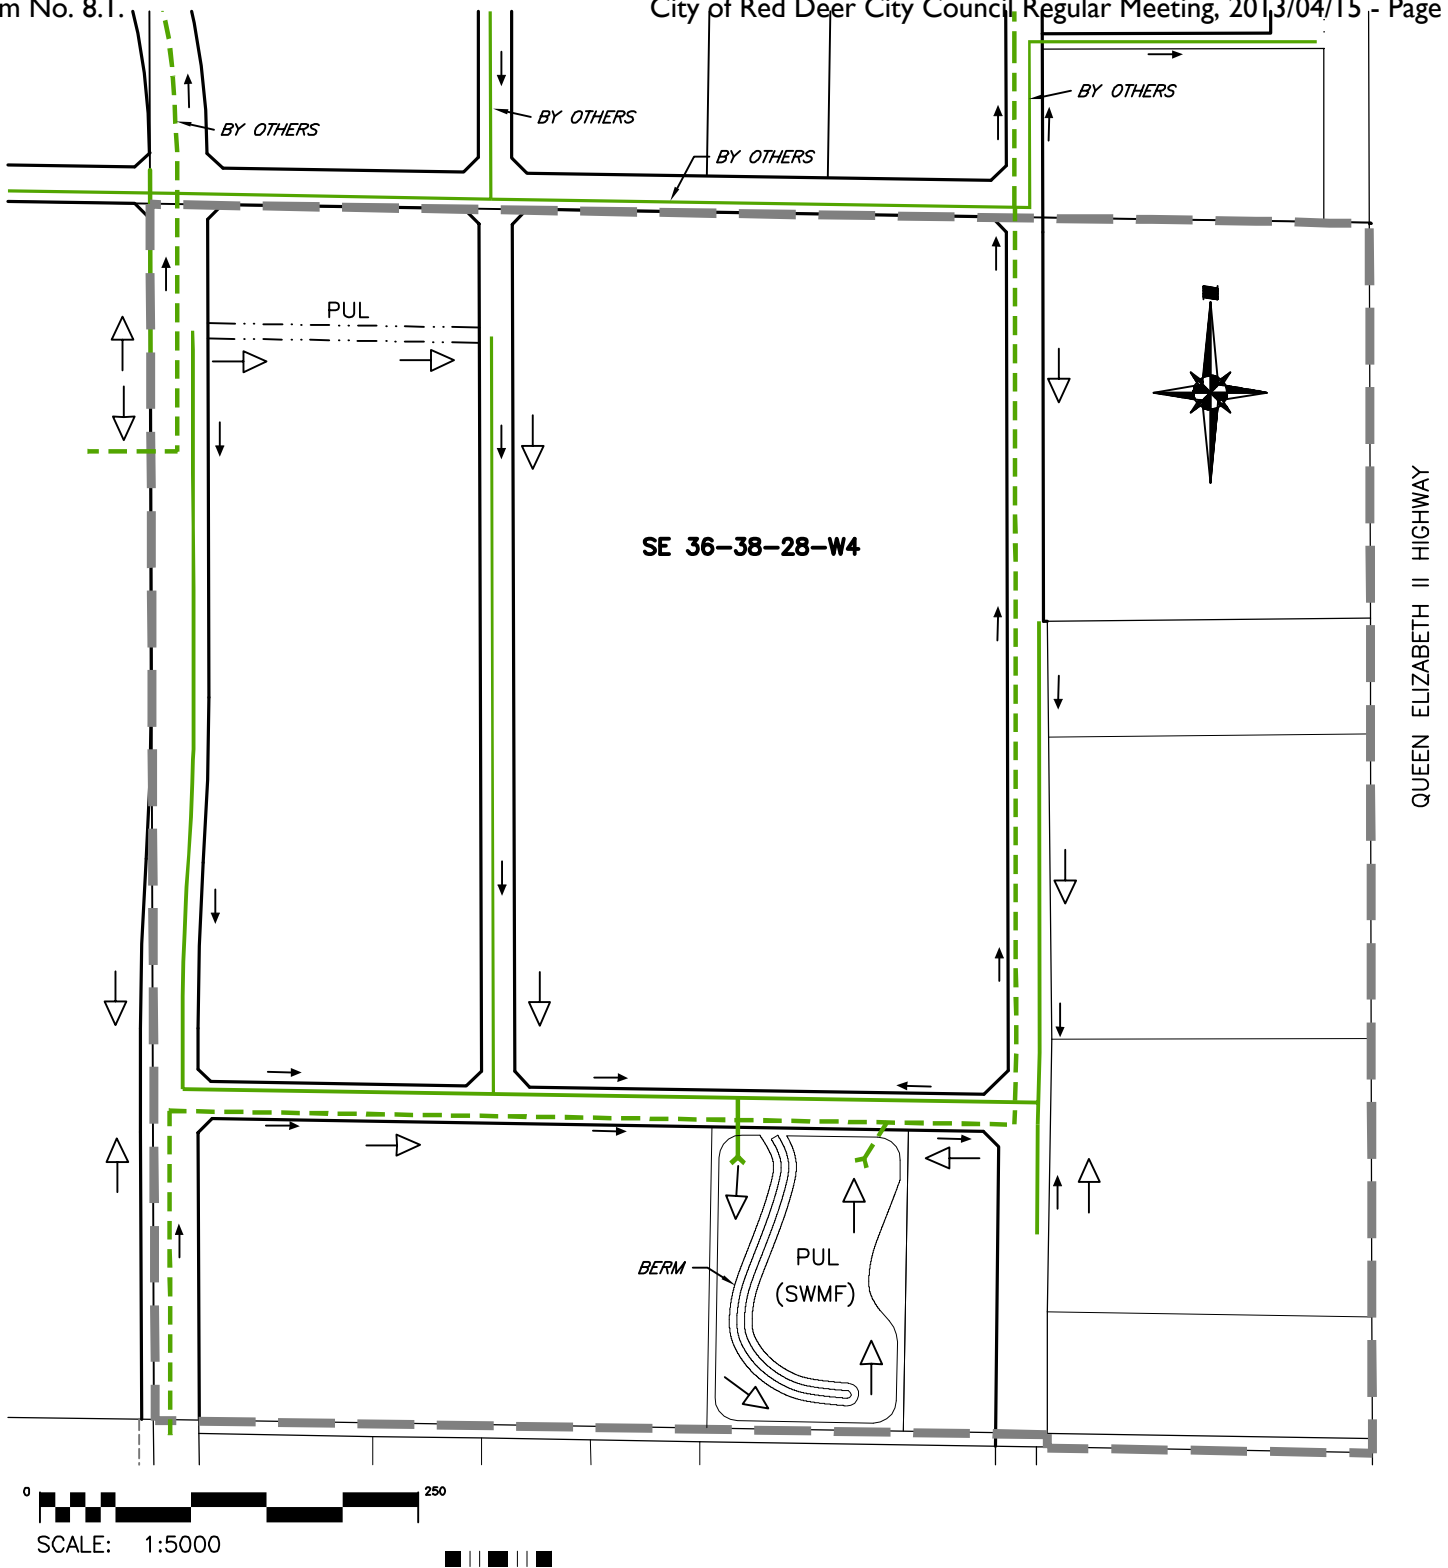 m No. 8.1.
City of Red Deer City Council Regular Meeting, 2013/04/15 - Page
BY OTHERS
BY OTHERS
BY OTHERS
BY OTHERS
PUL
SE 36-38-28-W4
QUEEN ELIZABETH II HIGHWAY
BERM
PUL
(SWMF)
0 250
SCALE: 1:5000